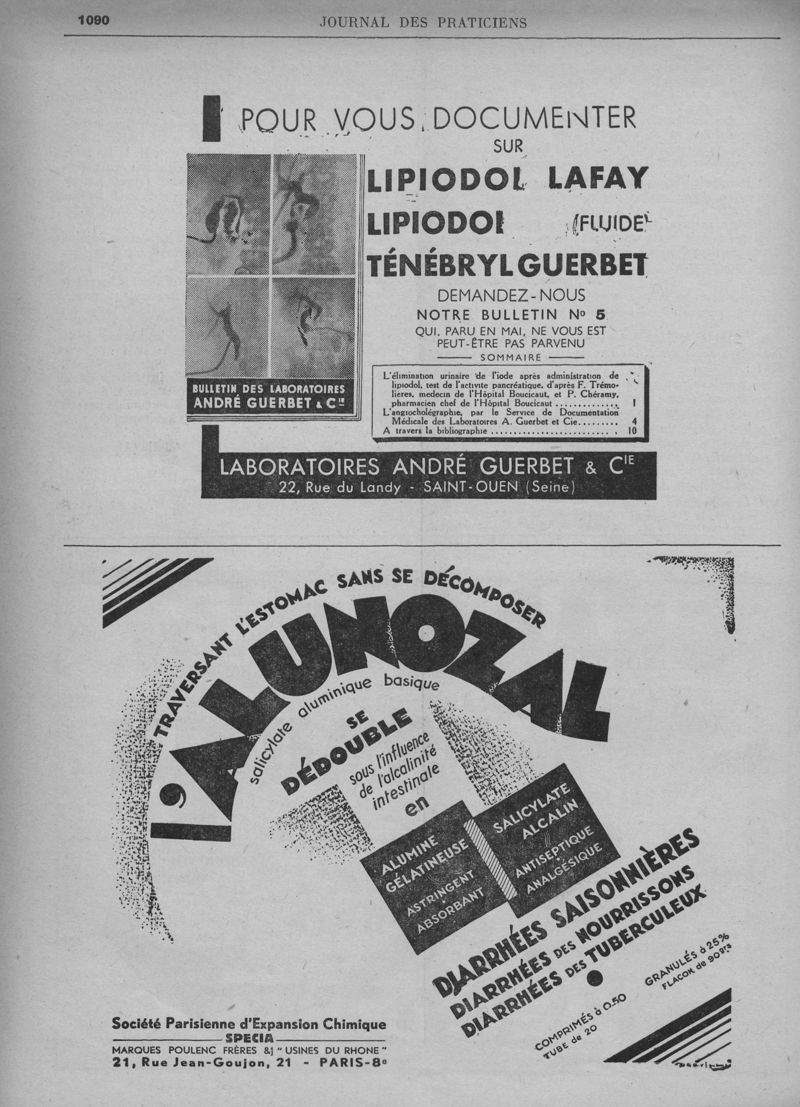 1090
JOURNAL DES PRATICIENS
POUR VOUS DOCUMENTER
SUR
LIPIODOL LAFAY
LIPIODOL (FLUIDE
TÉNÉBRYL GUERBET
DEMANDEZ-NOUS
NOTRE BULLETIN No 5
QUI, PARU EN MAI, NE VOUS EST
PEUT-ÊTRE PAS PARVENU
SOMMAIRE
L'élimination urinaire de l'iode après administration de
lipiodol, test de l'activité pancréatique, d'après F. Trémo-
lières, medecin de l'Hôpital Boucicaut, et P. Chéramy,
pharmacien chef de l'Hôpital Boucicaut ............ 1
L'angiocholégraphie, par le Service de Documentation
Médicale des Laboratoires A. Guerbet et Cie......... 4
A travers la bibliographie ........................... 10
BULLETIN DES LABORATOIRES
ANDRÉ GUERBET & Cie
LABORATOIRES ANDRÉ GUERBET & CIE
22, Rue du Landy - SAINT-OUEN (Seine)
TRAVERSANT L'ESTOMAC SANS SE DÉCOMPOSER
L'ALUNOZAL
salicylate aluminique basique
SE
DÉDOUBLE
sous l'influence
de l'alcalinité
intestinale
en
ALUMINE
GÉLATINEUSE
ASTRINGENT
ABSORBANT
SALICYLATE
ALCALIN
ANTISEPTIQUE
ANALGÉSIQUE
DIARRHÉES SAISONNIÈRES
DIARRHÉES DES NOURRISSONS
DIARRHÉES DES TUBERCULEUX
COMPRIMÉS à 0.50
TUBE de 20
GRANULÉS à 25%
FLACON de 90grs
Société Parisienne d'Expansion Chimique
SPECIA
MARQUES POULENC FRÈRES & "USINES DU RHONE"
21, Rue Jean-Goujon, 21 - PARIS-8e